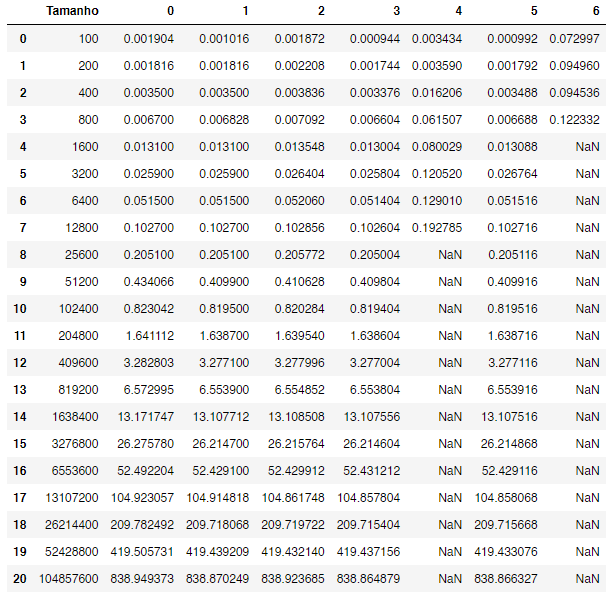 Tamanho 0 1 2 3 4 5 6
0 100 0.001904 0.001016 0.001872 0.000944 0.003434 0.000992 0.072997
1 200 0.001816 0.001816 0.002208 0.001744 0.003590 0.001792 0.094960
2 400 0.003500 0.003500 0.003836 0.003376 0.016206 0.003488 0.094536
3 800 0.006700 0.006828 0.007092 0.006604 0.061507 0.006688 0.122332
4 1600 0.013100 0.013100 0.013548 0.013004 0.080029 0.013088 NaN
5 3200 0.025900 0.025900 0.026404 0.025804 0.120520 0.026764 NaN
6 6400 0.051500 0.051500 0.052060 0.051404 0.129010 0.051516 NaN
7 12800 0.102700 0.102700 0.102856 0.102604 0.192785 0.102716 NaN
8 25600 0.205100 0.205100 0.205772 0.205004 NaN 0.205116 NaN
9 51200 0.434066 0.409900 0.410628 0.409804 NaN 0.409916 NaN
10 102400 0.823042 0.819500 0.820284 0.819404 NaN 0.819516 NaN
11 204800 1.641112 1.638700 1.639540 1.638604 NaN 1.638716 NaN
12 409600 3.282803 3.277100 3.277996 3.277004 NaN 3.277116 NaN
13 819200 6.572995 6.553900 6.554852 6.553804 NaN 6.553916 NaN
14 1638400 13.171747 13.107712 13.108508 13.107556 NaN 13.107516 NaN
15 3276800 26.275780 26.214700 26.215764 26.214604 NaN 26.214868 NaN
16 6553600 52.492204 52.429100 52.429912 52.431212 NaN 52.429116 NaN
17 13107200 104.923057 104.914818 104.861748 104.857804 NaN 104.858068 NaN
18 26214400 209.782492 209.718068 209.719722 209.715404 NaN 209.715668 NaN
19 52428800 419.505731 419.439209 419.432140 419.437156 NaN 419.433076 NaN
20 104857600 838.949373 838.870249 838.923685 838.864879 NaN 838.866327 NaN